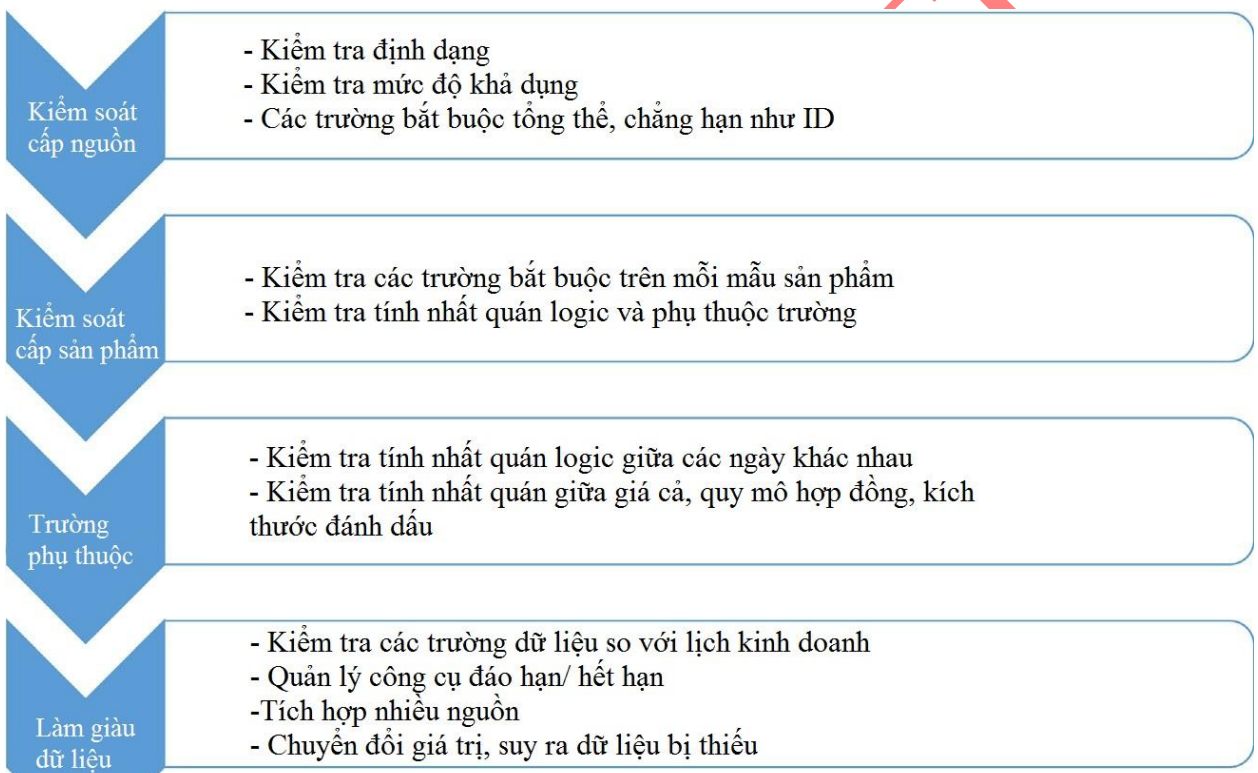 Kiểm soát
cấp nguồn
- Kiểm tra định dạng
- Kiểm tra mức độ khả dụng
- Các trường bắt buộc tổng thể, chẳng hạn như ID
Kiểm soát
cấp sản phẩm
- Kiểm tra các trường bắt buộc trên mỗi mẫu sản phẩm
- Kiểm tra tính nhất quán logic và phụ thuộc trường
Trường
phụ thuộc
- Kiểm tra tính nhất quán logic giữa các ngày khác nhau
- Kiểm tra tính nhất quán giữa giá cả, quy mô hợp đồng, kích
thước đánh dấu
Làm giàu
dữ liệu
- Kiểm tra các trường dữ liệu so với lịch kinh doanh
- Quản lý công cụ đáo hạn/ hết hạn
-Tích hợp nhiều nguồn
- Chuyển đổi giá trị, suy ra dữ liệu bị thiếu